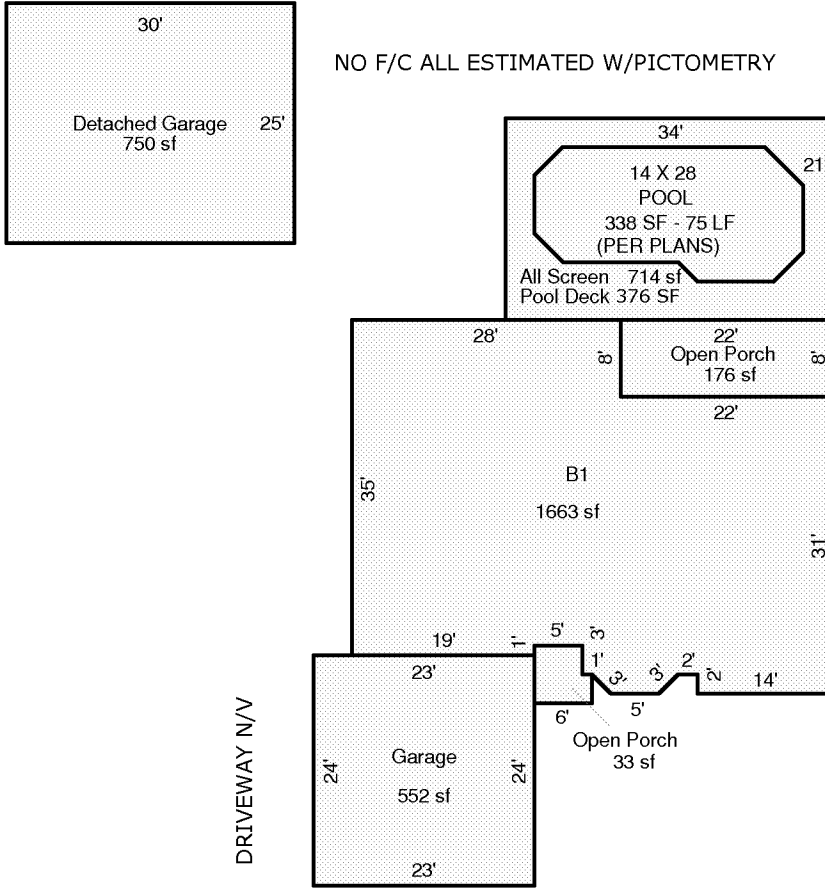 30'
NO F/C ALL ESTIMATED W/PICTOMETRY
Detached Garage
750 sf
25'
34'
21
14 X 28
POOL
338 SF - 75 LF
(PER PLANS)
All Screen 714 sf
Pool Deck 376 SF
28'
22'
8'
Open Porch
176 sf
8'
22'
35'
B1
1663 sf
31'
19'
1'
5'
3'
1'
3'
5'
3'
2'
2'
14'
23'
6'
Open Porch
33 sf
DRIVEWAY N/V
24'
Garage
552 sf
24'
23'